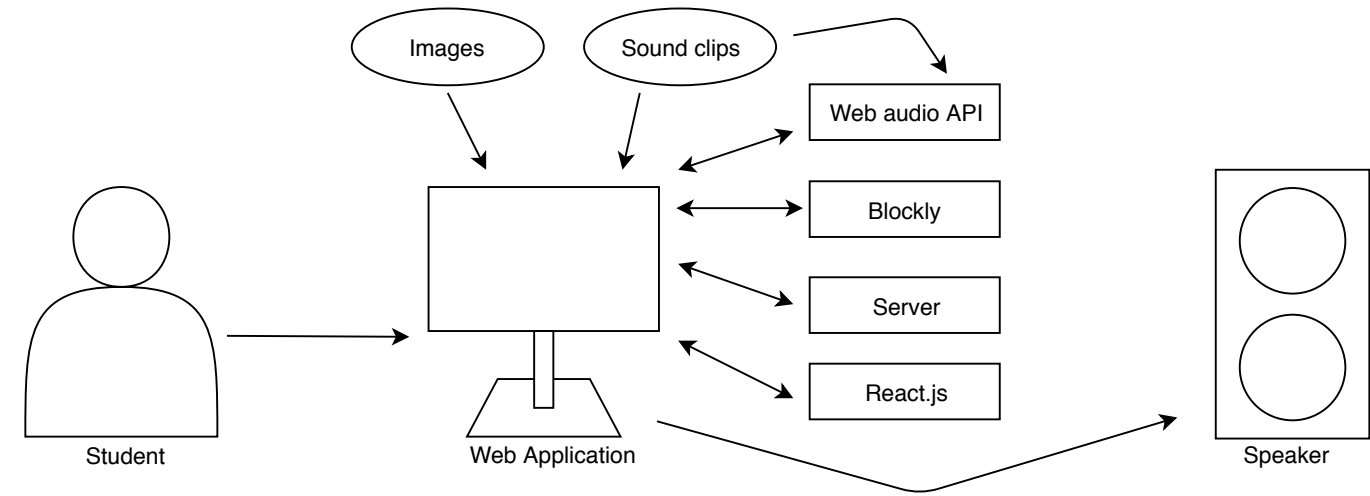 Images
Sound clips
Web audio API
Blockly
Server
React.js
Student
Web Application
Speaker